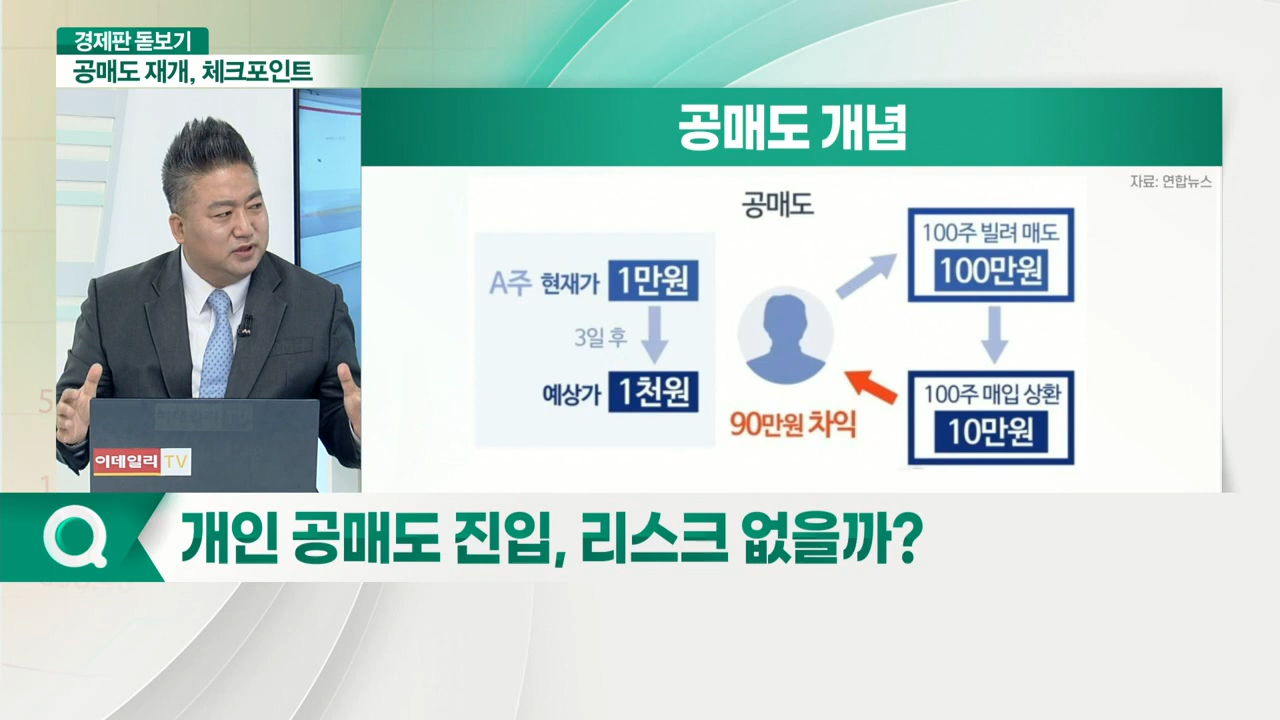 경제판 돋보기
공매도 재개, 체크포인트
공매도 개념
자료: 연합뉴스
공매도
A주 현재가 1만원
3일 후
예상가 1천원
100주 빌려 매도
100만원
100주 매입 상환
10만원
90만원 차익
이데일리 TV
Q 개인 공매도 진입, 리스크 없을까?